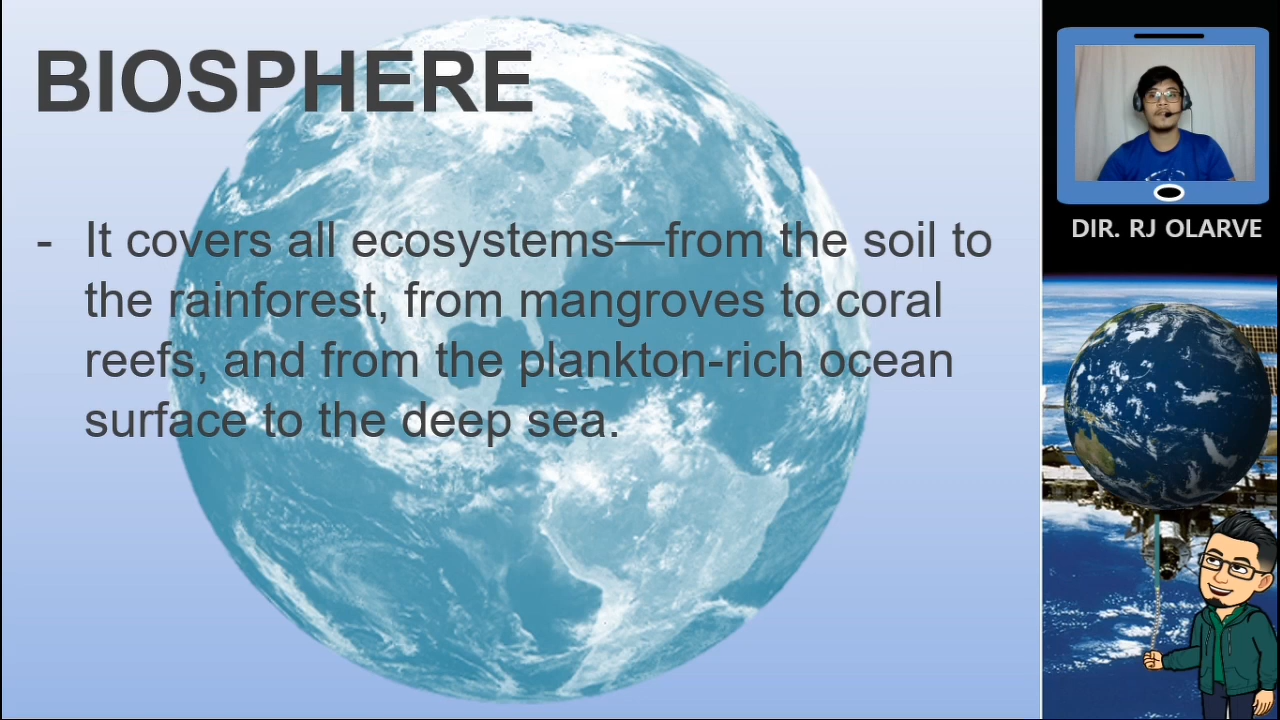 BIOSPHERE
- It covers all ecosystems—from the soil to
the rainforest, from mangroves to coral
reefs, and from the plankton-rich ocean
surface to the deep sea.
DIR. RJ OLARVE